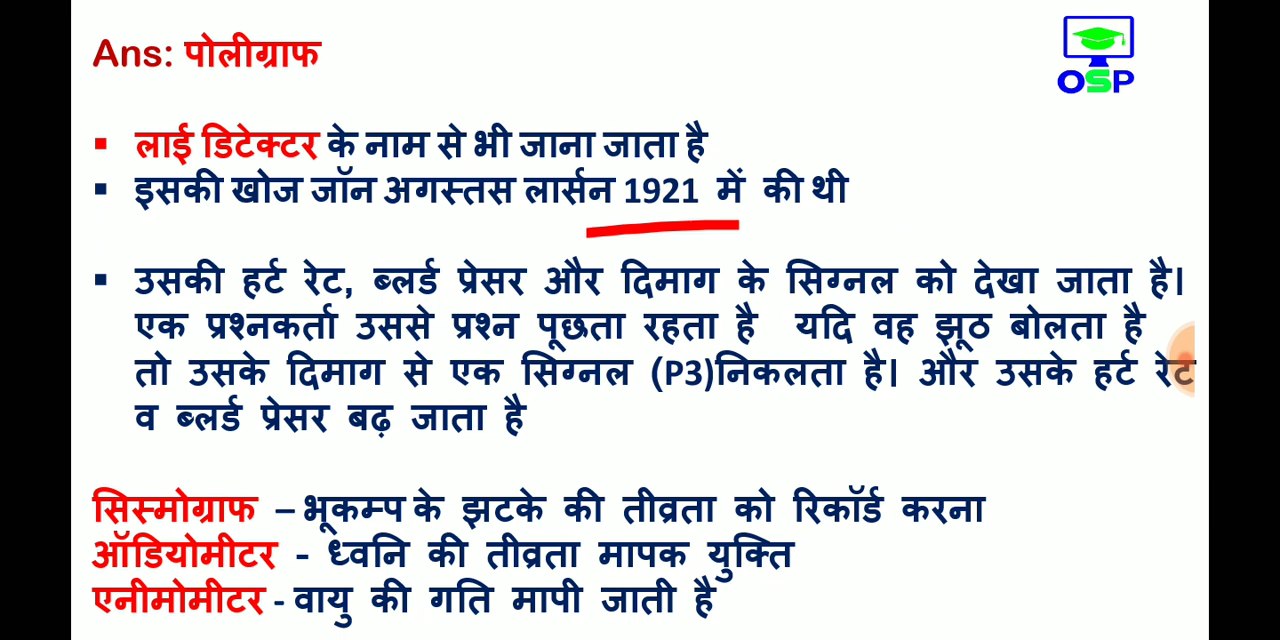 Ans: पोलीग्राफ
OSP
▪ लाई डिटेक्टर के नाम से भी जाना जाता है
▪ इसकी खोज जॉन अगस्तस लार्सन 1921 में की थी
▪ उसकी हर्ट रेट, ब्लर्ड प्रेसर और दिमाग के सिग्नल को देखा जाता है।
एक प्रश्नकर्ता उससे प्रश्न पूछता रहता है यदि वह झूठ बोलता है
तो उसके दिमाग से एक सिग्नल (P3)निकलता है। और उसके हर्ट रेट
व ब्लर्ड प्रेसर बढ़ जाता है
सिस्मोग्राफ – भूकम्प के झटके की तीव्रता को रिकॉर्ड करना
ऑडियोमीटर - ध्वनि की तीव्रता मापक युक्ति
एनीमोमीटर - वायु की गति मापी जाती है